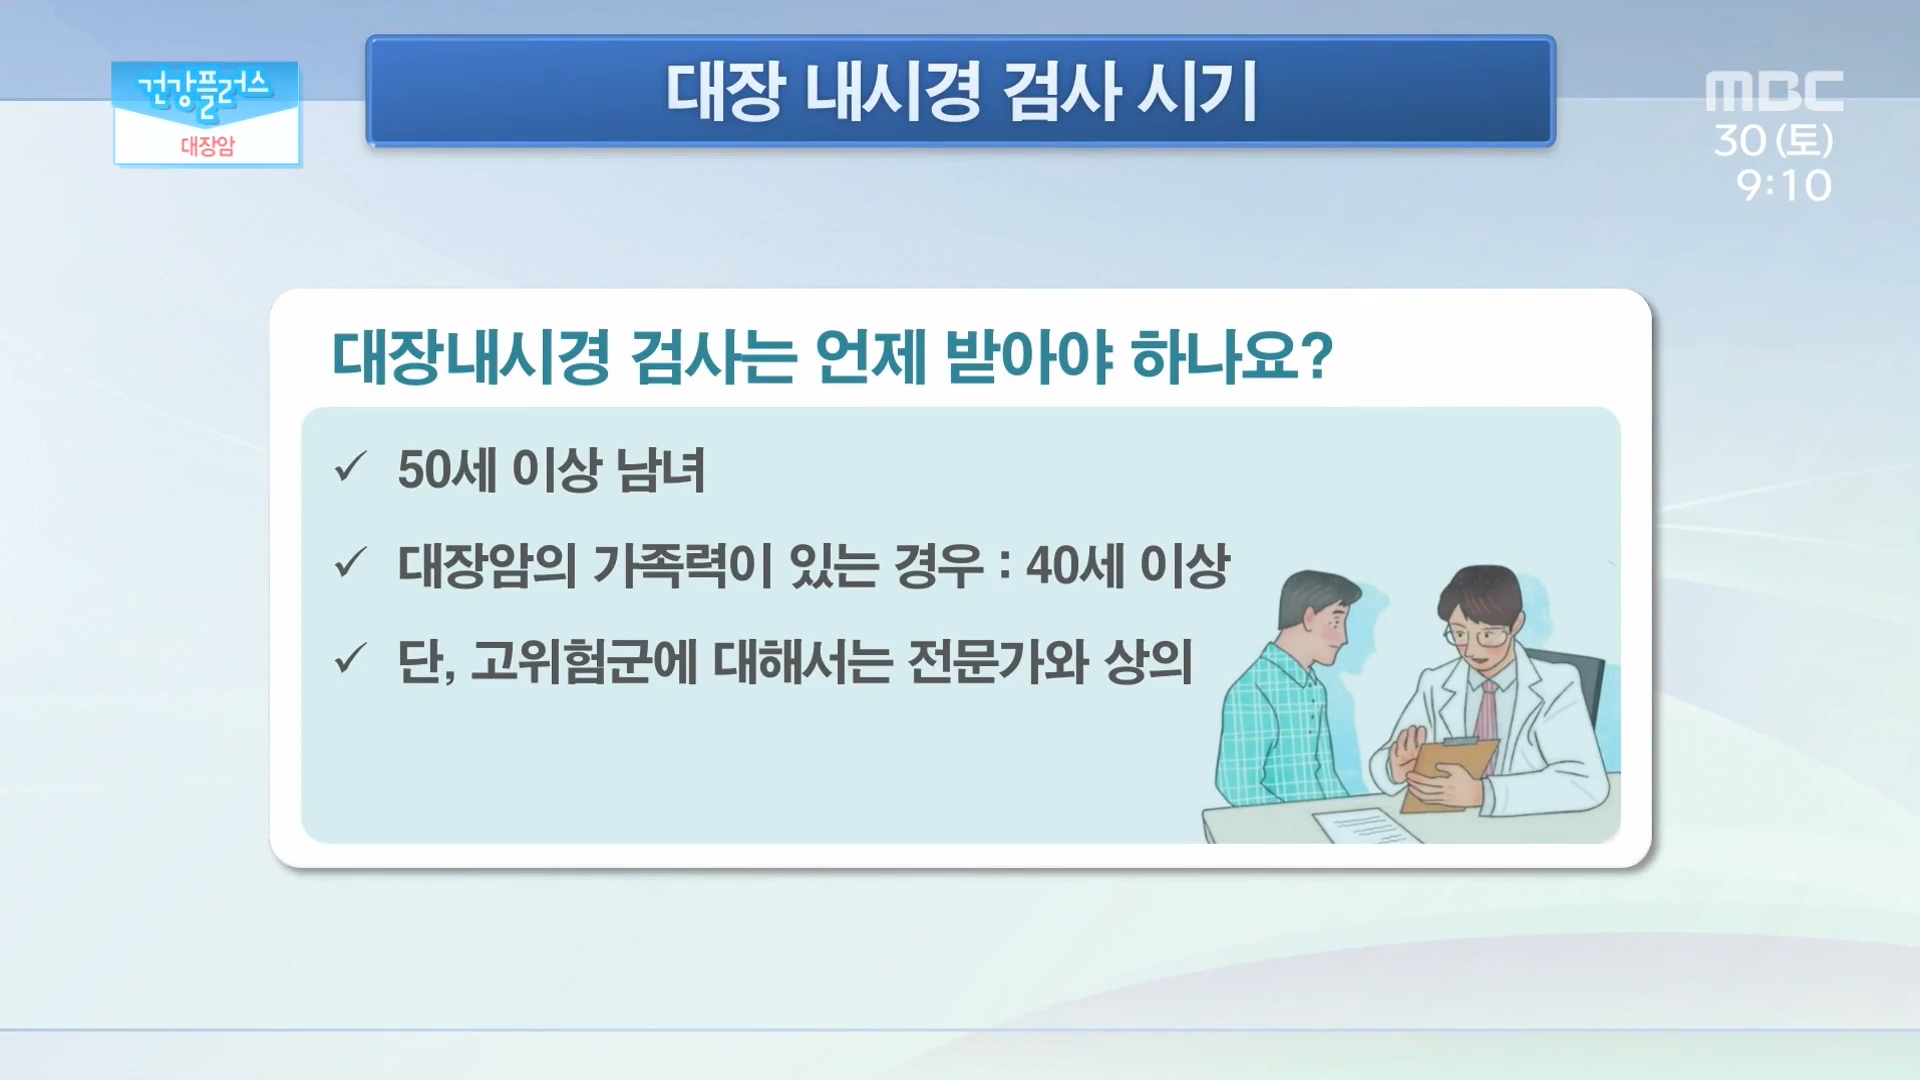 건강플러스
대장암
대장 내시경 검사 시기
MBC
30 (토)
9:10
대장내시경 검사는 언제 받아야 하나요?
✓ 50세 이상 남녀
✓ 대장암의 가족력이 있는 경우 : 40세 이상
✓ 단, 고위험군에 대해서는 전문가와 상의